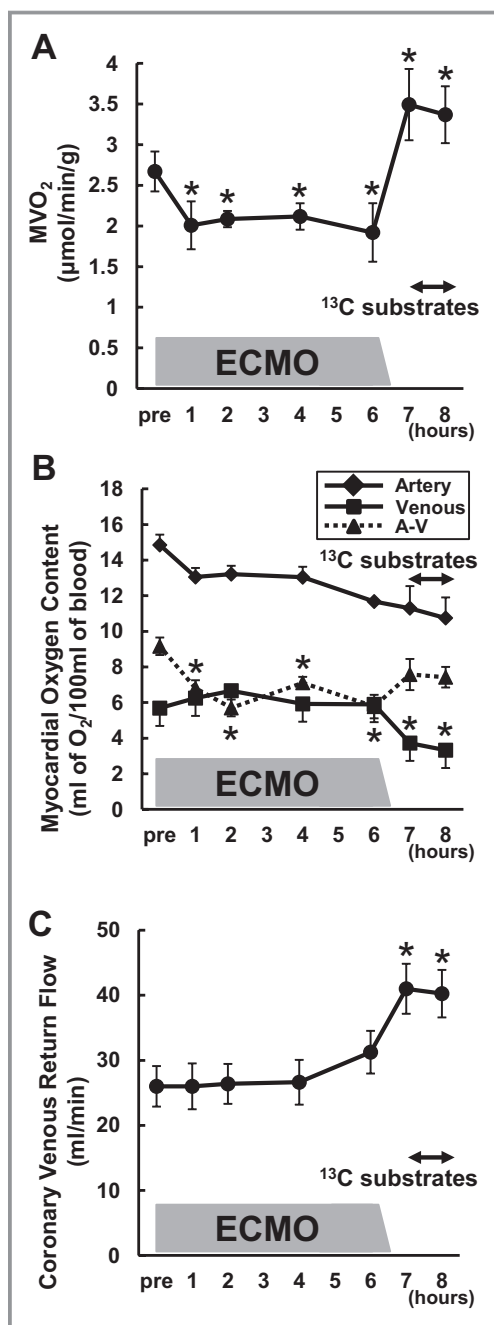 A
MVO₂
(μmol/min/g)
4
3.5
3
2.5
2
1.5
1
0.5
0
* * * * * *
¹³C substrates
ECMO
pre 1 2 3 4 5 6 7 8
(hours)
B
Myocardial Oxygen Content
(ml of O₂/100ml of blood)
18
16
14
12
10
8
6
4
2
0
Artery
Venous
A-V
¹³C substrates
* * * * * *
ECMO
pre 1 2 3 4 5 6 7 8
(hours)
C
Coronary Venous Return Flow
(ml/min)
50
40
30
20
10
0
* *
¹³C substrates
ECMO
pre 1 2 3 4 5 6 7 8
(hours)